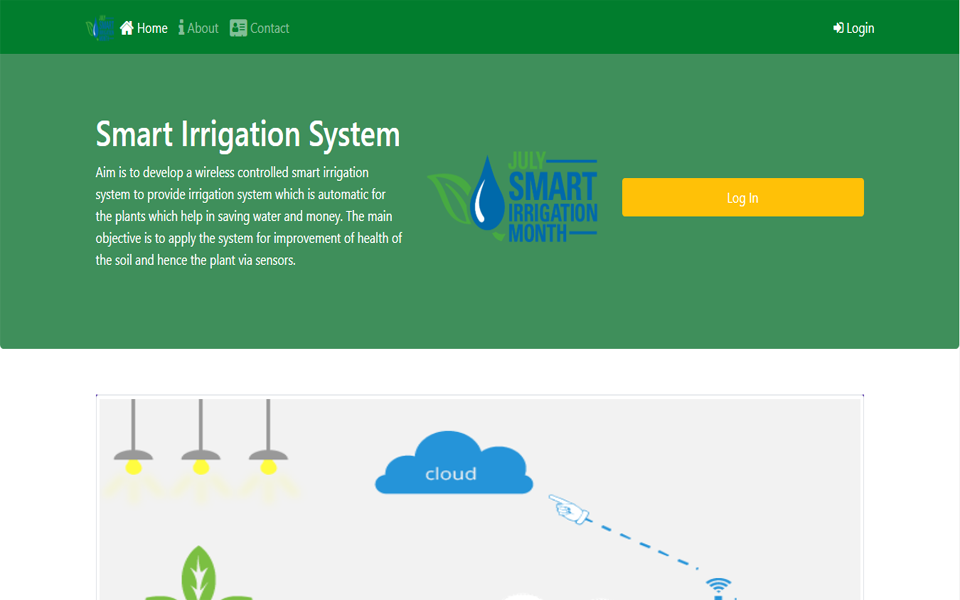 Home About Contact Login
Smart Irrigation System
Aim is to develop a wireless controlled smart irrigation
system to provide irrigation system which is automatic for
the plants which help in saving water and money. The main
objective is to apply the system for improvement of health of
the soil and hence the plant via sensors.
JULY
SMART
IRRIGATION
MONTH
Log In
cloud